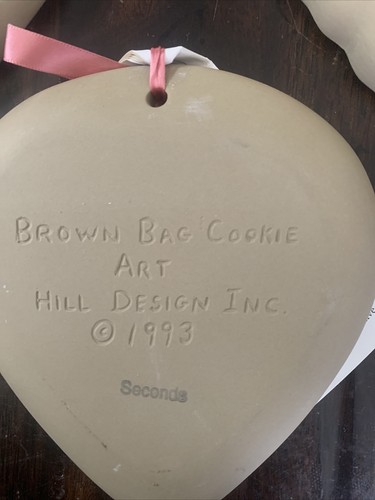 BROWN BAG COOKIE
ART
HILL DESIGN INC.
© 1993
Seconds